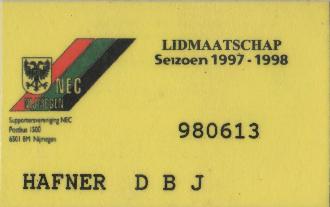 LIDMAATSCHAP
Seizoen 1997-1998
NEC
NIJMEGEN
Supportersvereniging NEC
Postbus 1500
6501 BM Nijmegen
980613
HAFNER D B J